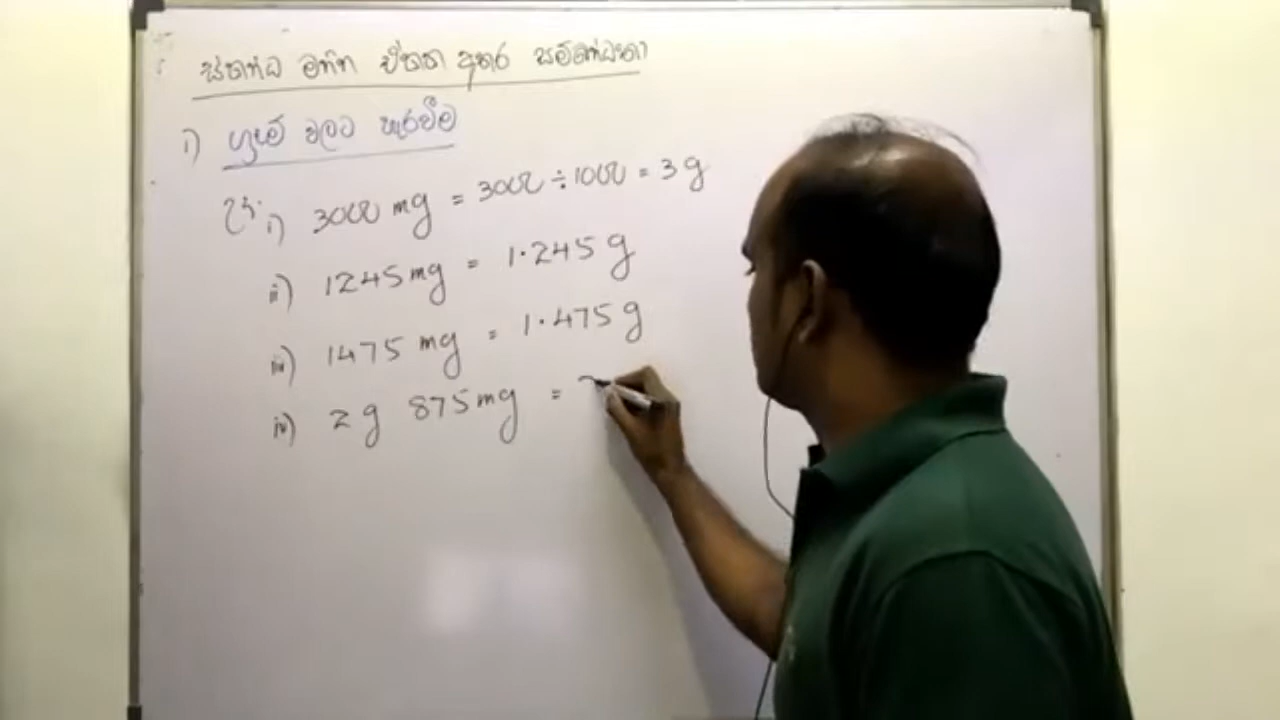 ස්කන්ධ මනින ඒකක අතර සම්බන්ධතා
i) ග්‍රෑම් වලට හැරවීම
උදා. i) 3000 mg = 3000 ÷ 1000 = 3 g
ii) 1245 mg = 1.245 g
iii) 1475 mg = 1.475 g
iv) 2 g 875 mg =